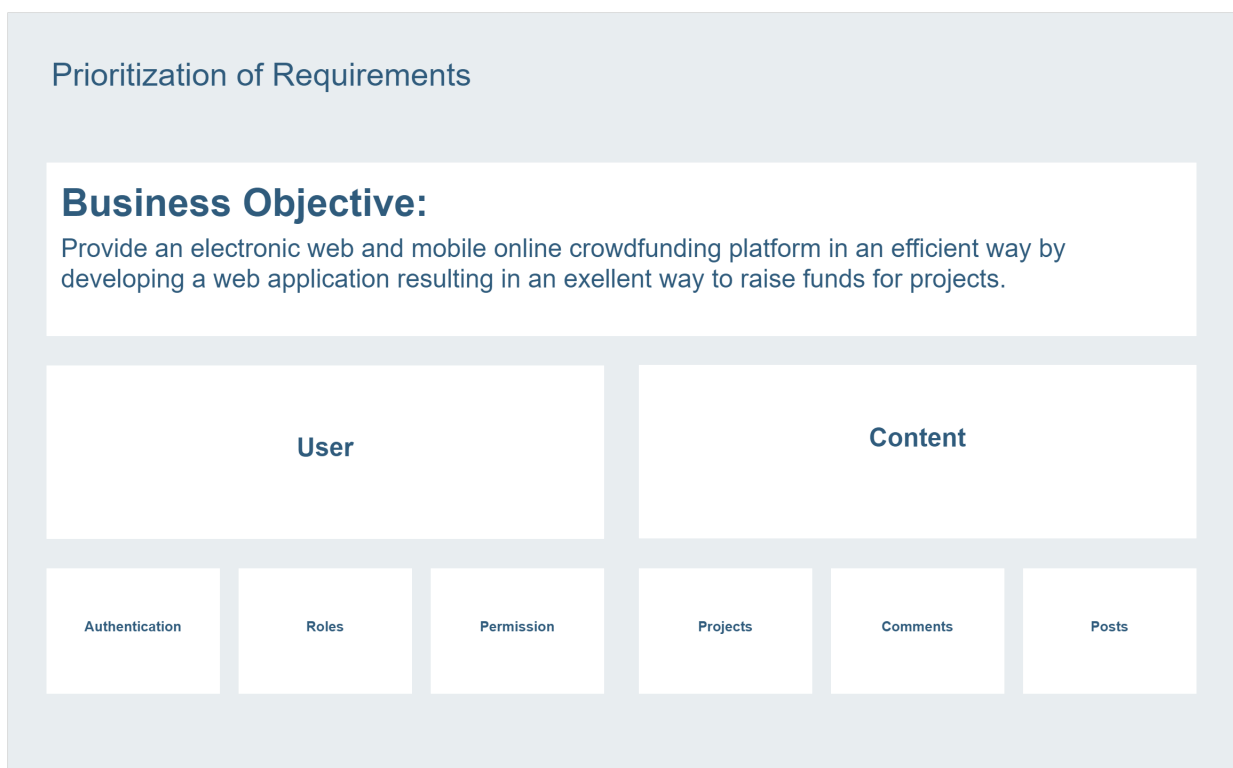 Prioritization of Requirements
Business Objective:
Provide an electronic web and mobile online crowdfunding platform in an efficient way by
developing a web application resulting in an exellent way to raise funds for projects.
User
Content
Authentication
Roles
Permission
Projects
Comments
Posts